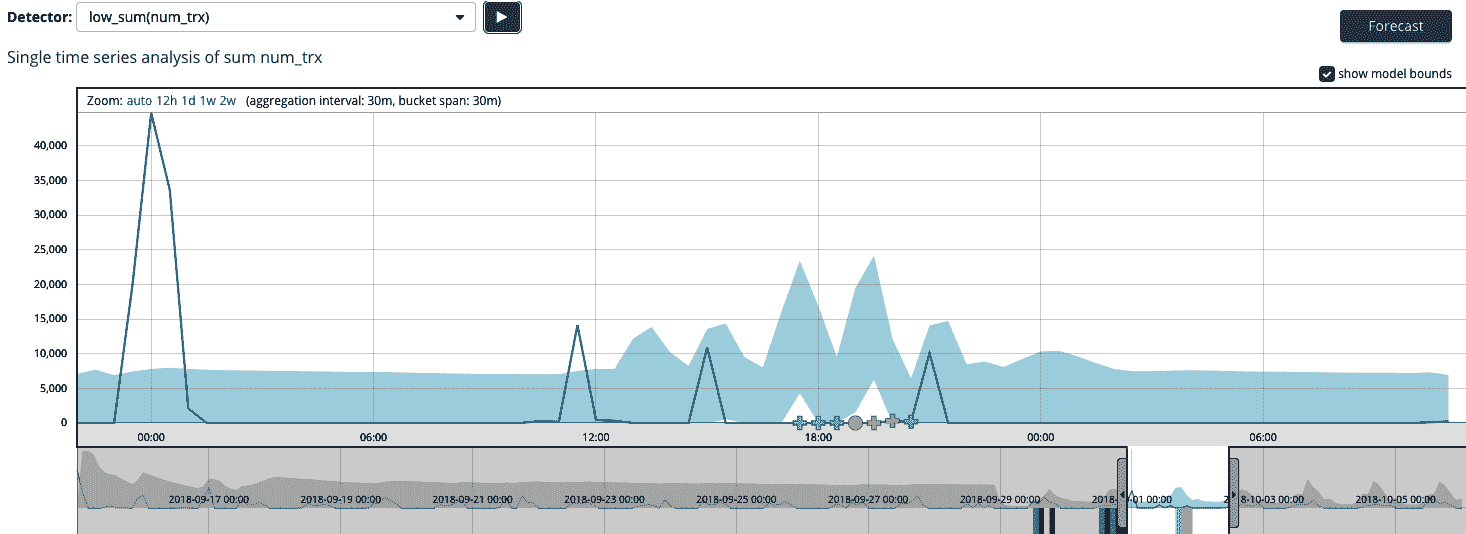 Detector: low_sum(num_trx)
Forecast
Single time series analysis of sum num_trx
show model bounds
Zoom: auto 12h 1d 1w 2w (aggregation interval: 30m, bucket span: 30m)
40,000
35,000
30,000
25,000
20,000
15,000
10,000
5,000
0
00:00 06:00 12:00 18:00 00:00 06:00
2018-09-17 00:00 2018-09-19 00:00 2018-09-21 00:00 2018-09-23 00:00 2018-09-25 00:00 2018-09-27 00:00 2018-09-29 00:00 2018- -01 00:00 8-10-03 00:00 2018-10-05 00:00